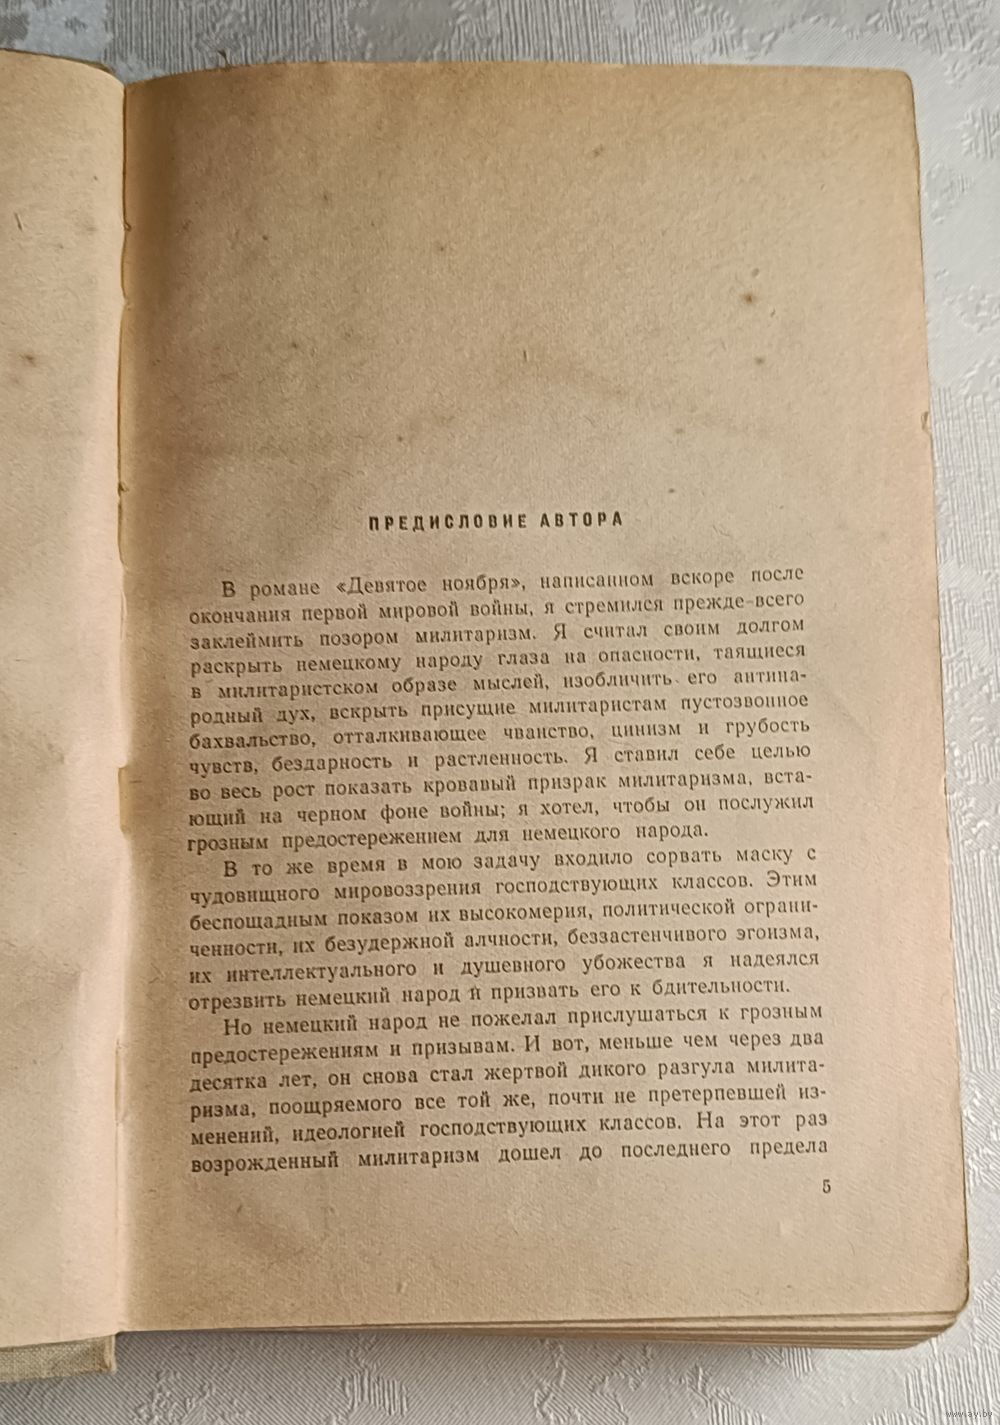 ПРЕДИСЛОВИЕ АВТОРА
В романе «Девятое ноября», написанном вскоре после
окончания первой мировой войны, я стремился прежде всего
заклеймить позором милитаризм. Я считал своим долгом
раскрыть немецкому народу глаза на опасности, таящиеся
в милитаристском образе мыслей, изобличить его антина-
родный дух, вскрыть присущие милитаристам пустозвонное
бахвальство, отталкивающее чванство, цинизм и грубость
чувств, бездарность и растленность. Я ставил себе целью
во весь рост показать кровавый призрак милитаризма, вста-
ющий на черном фоне войны; я хотел, чтобы он послужил
грозным предостережением для немецкого народа.
В то же время в мою задачу входило сорвать маску с
чудовищного мировоззрения господствующих классов. Этим
беспощадным показом их высокомерия, политической ограни-
ченности, их безудержной алчности, беззастенчивого эгоизма,
их интеллектуального и душевного убожества я надеялся
отрезвить немецкий народ и призвать его к бдительности.
Но немецкий народ не пожелал прислушаться к грозным
предостережениям и призывам. И вот, меньше чем через два
десятка лет, он снова стал жертвой дикого разгула милита-
ризма, поощряемого все той же, почти не претерпевшей из-
менений, идеологией господствующих классов. На этот раз
возрожденный милитаризм дошел до последнего предела
5
www.ay.by